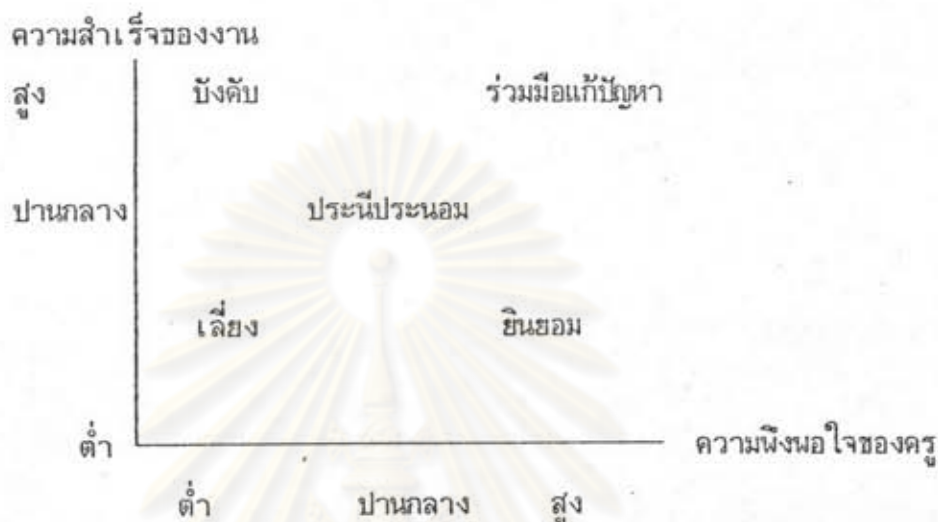 ความสำเร็จของงาน
สูง บังคับ ร่วมมือแก้ปัญหา
ปานกลาง ประนีประนอม
เลี่ยง ยินยอม
ต่ำ ความพึงพอใจของครู
ต่ำ ปานกลาง สูง